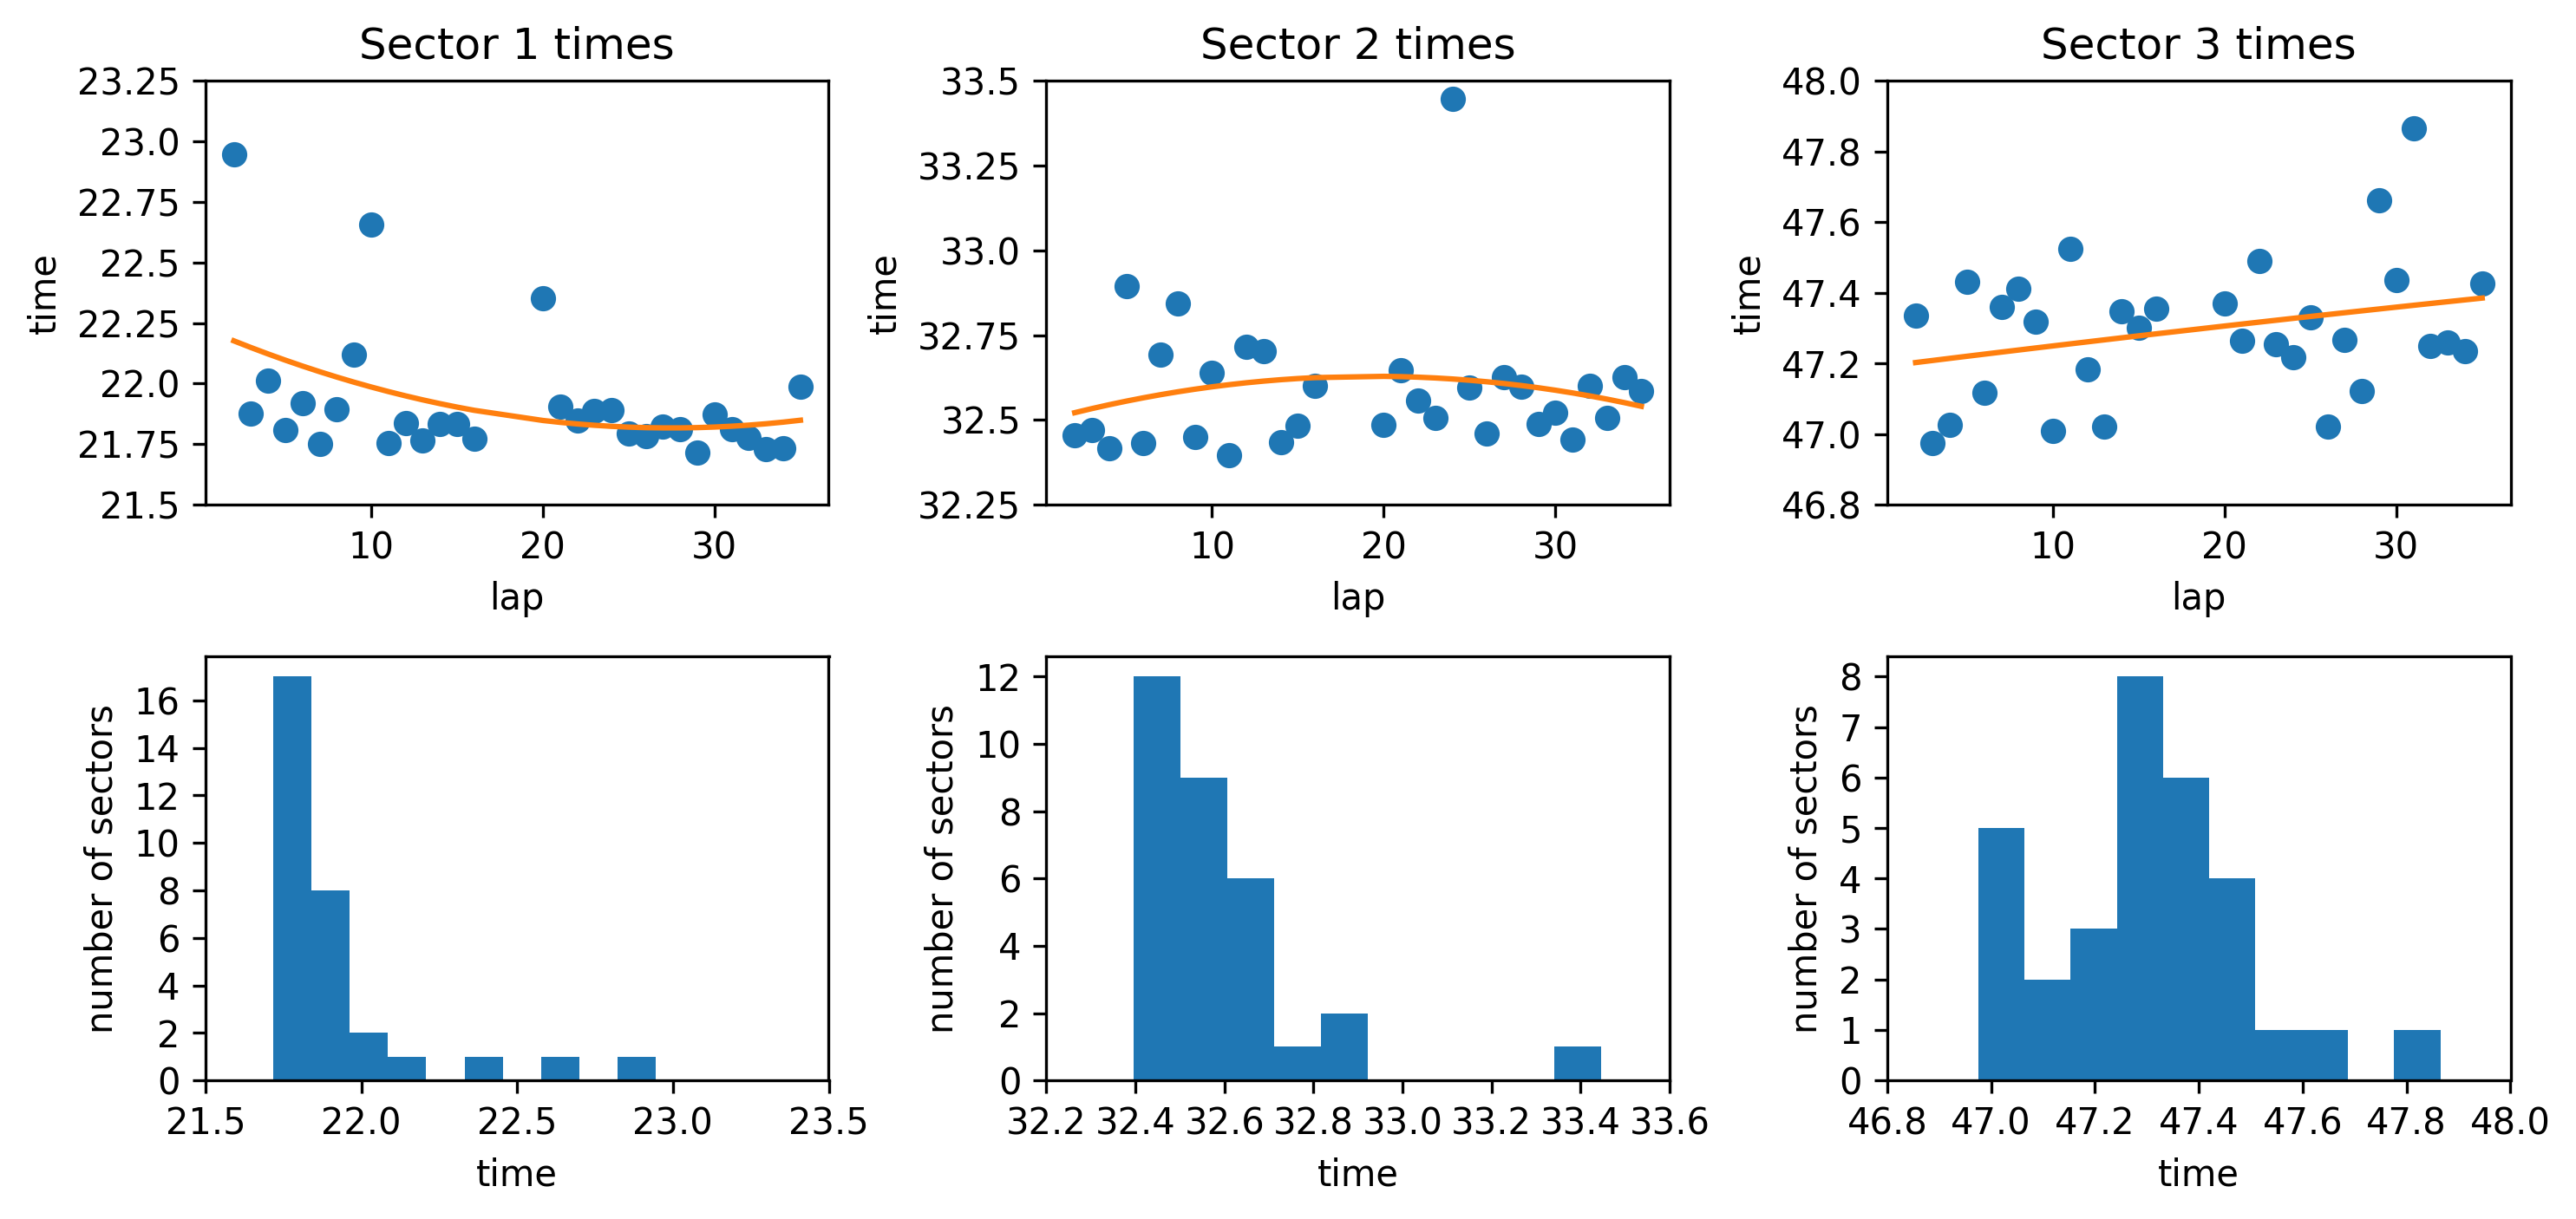 Sector 1 times
Sector 2 times
Sector 3 times
23.25
23.0
22.75
22.5
22.25
22.0
21.75
21.5
time
10 20 30
lap
33.5
33.25
33.0
32.75
32.5
32.25
time
10 20 30
lap
48.0
47.8
47.6
47.4
47.2
47.0
46.8
time
10 20 30
lap
16
14
12
10
8
6
4
2
0
number of sectors
21.5 22.0 22.5 23.0 23.5
time
12
10
8
6
4
2
0
number of sectors
32.2 32.4 32.6 32.8 33.0 33.2 33.4 33.6
time
8
7
6
5
4
3
2
1
0
number of sectors
46.8 47.0 47.2 47.4 47.6 47.8 48.0
time